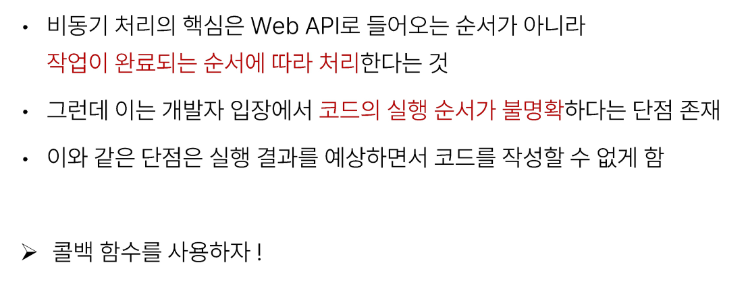 • 비동기 처리의 핵심은 Web API로 들어오는 순서가 아니라
작업이 완료되는 순서에 따라 처리한다는 것
• 그런데 이는 개발자 입장에서 코드의 실행 순서가 불명확하다는 단점 존재
• 이와 같은 단점은 실행 결과를 예상하면서 코드를 작성할 수 없게 함
➢ 콜백 함수를 사용하자 !